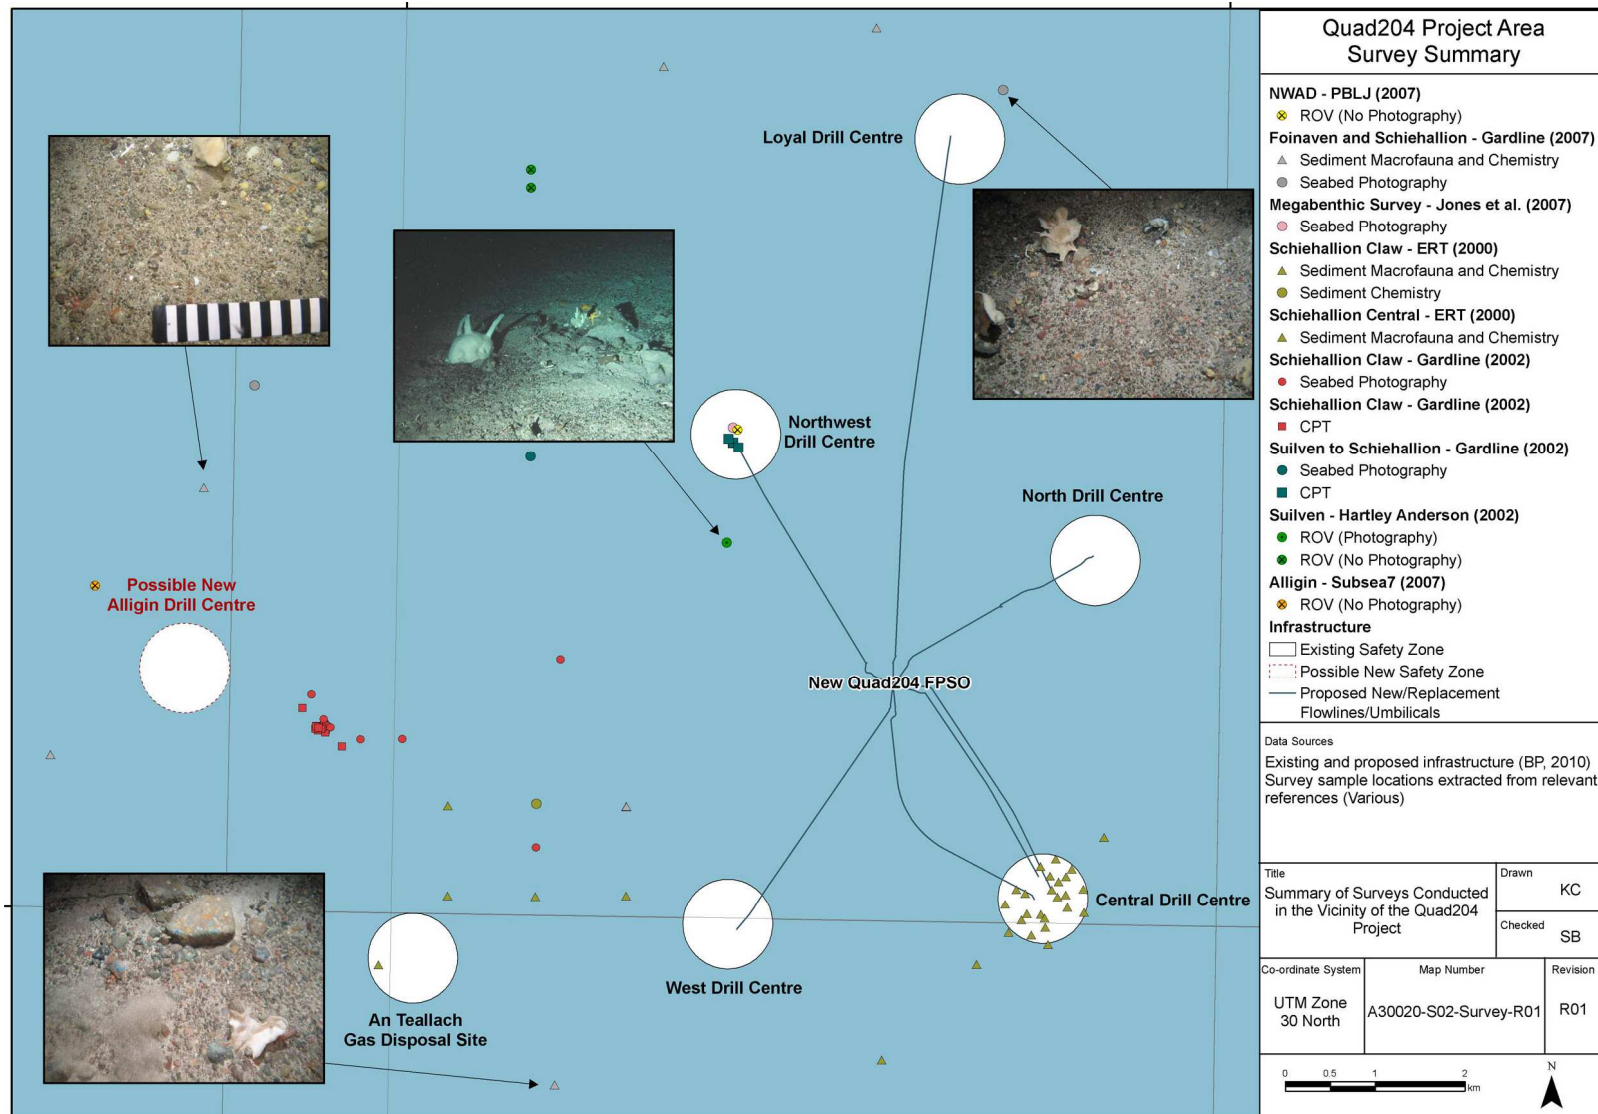 Loyal Drill Centre
Northwest
Drill Centre
North Drill Centre
Possible New
Alligin Drill Centre
New Quad204 FPSO
Central Drill Centre
West Drill Centre
An Teallach
Gas Disposal Site
Quad204 Project Area
Survey Summary
NWAD - PBLJ (2007)
ROV (No Photography)
Foinaven and Schiehallion - Gardline (2007)
Sediment Macrofauna and Chemistry
Seabed Photography
Megabenthic Survey - Jones et al. (2007)
Seabed Photography
Schiehallion Claw - ERT (2000)
Sediment Macrofauna and Chemistry
Sediment Chemistry
Schiehallion Central - ERT (2000)
Sediment Macrofauna and Chemistry
Schiehallion Claw - Gardline (2002)
Seabed Photography
Schiehallion Claw - Gardline (2002)
CPT
Suilven to Schiehallion - Gardline (2002)
Seabed Photography
CPT
Suilven - Hartley Anderson (2002)
ROV (Photography)
ROV (No Photography)
Alligin - Subsea7 (2007)
ROV (No Photography)
Infrastructure
Existing Safety Zone
Possible New Safety Zone
Proposed New/Replacement
Flowlines/Umbilicals
Data Sources
Existing and proposed infrastructure (BP, 2010)
Survey sample locations extracted from relevant
references (Various)
Title
Summary of Surveys Conducted
in the Vicinity of the Quad204
Project
Drawn
KC
Checked
SB
Co-ordinate System
UTM Zone
30 North
Map Number
A30020-S02-Survey-R01
Revision
R01
0 0.5 1 2
km
N